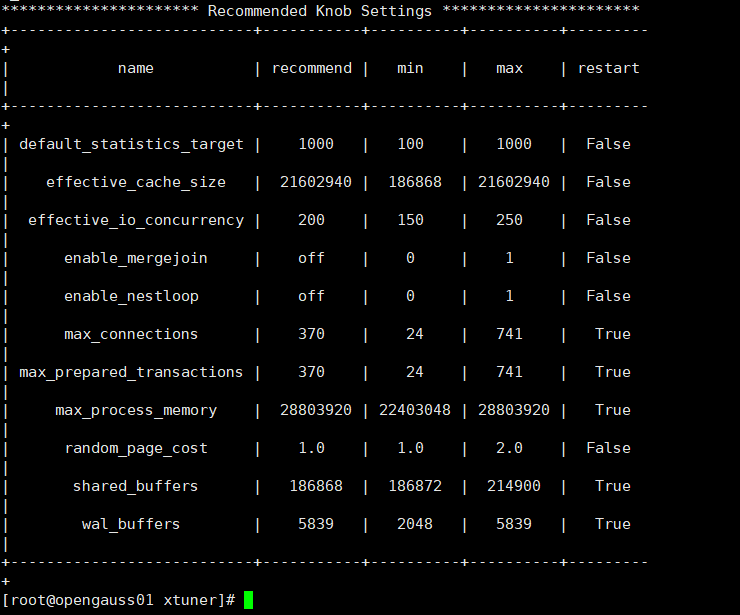 ********************** Recommended Knob Settings **********************
+---------------------------+-----------+----------+----------+---------
+
|            name           | recommend |   min    |   max    | restart
|
+---------------------------+-----------+----------+----------+---------
+
| default_statistics_target |    1000   |   100    |   1000   |  False
|
|    effective_cache_size   |  21602940 |  186868  | 21602940 |  False
|
|  effective_io_concurrency |    200    |   150    |   250    |  False
|
|      enable_mergejoin     |    off    |    0     |    1     |  False
|
|      enable_nestloop      |    off    |    0     |    1     |  False
|
|      max_connections      |    370    |    24    |   741    |   True
|
| max_prepared_transactions |    370    |    24    |   741    |   True
|
|     max_process_memory    |  28803920 | 22403048 | 28803920 |   True
|
|      random_page_cost     |    1.0    |   1.0    |   2.0    |  False
|
|       shared_buffers      |   186868  |  186872  |  214900  |   True
|
|        wal_buffers        |    5839   |   2048   |   5839   |   True
|
+---------------------------+-----------+----------+----------+---------
+
[root@opengauss01 xtuner]#